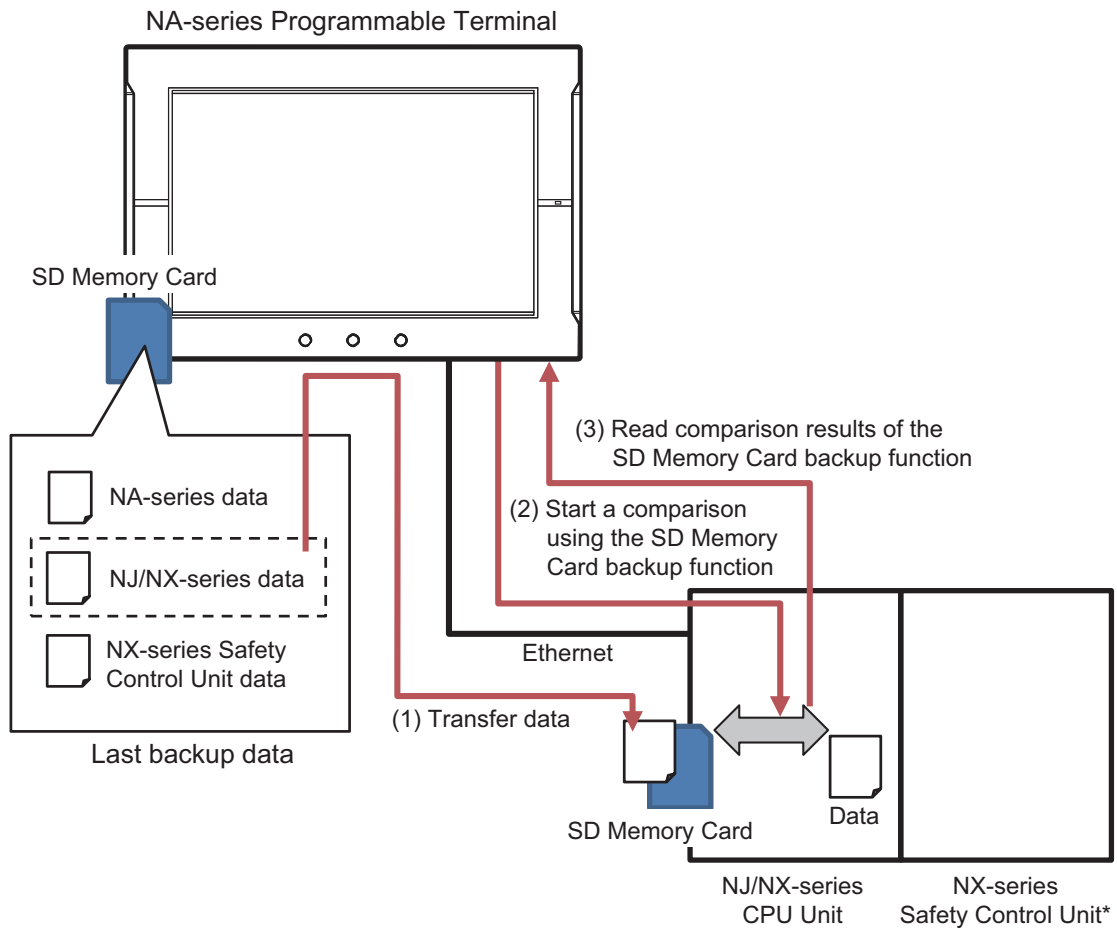 NA-series Programmable Terminal
SD Memory Card
NA-series data
NJ/NX-series data
NX-series Safety
Control Unit data
Last backup data
(3) Read comparison results of the
SD Memory Card backup function
(2) Start a comparison
using the SD Memory
Card backup function
Ethernet
(1) Transfer data
SD Memory Card
Data
NJ/NX-series
CPU Unit
NX-series
Safety Control Unit*